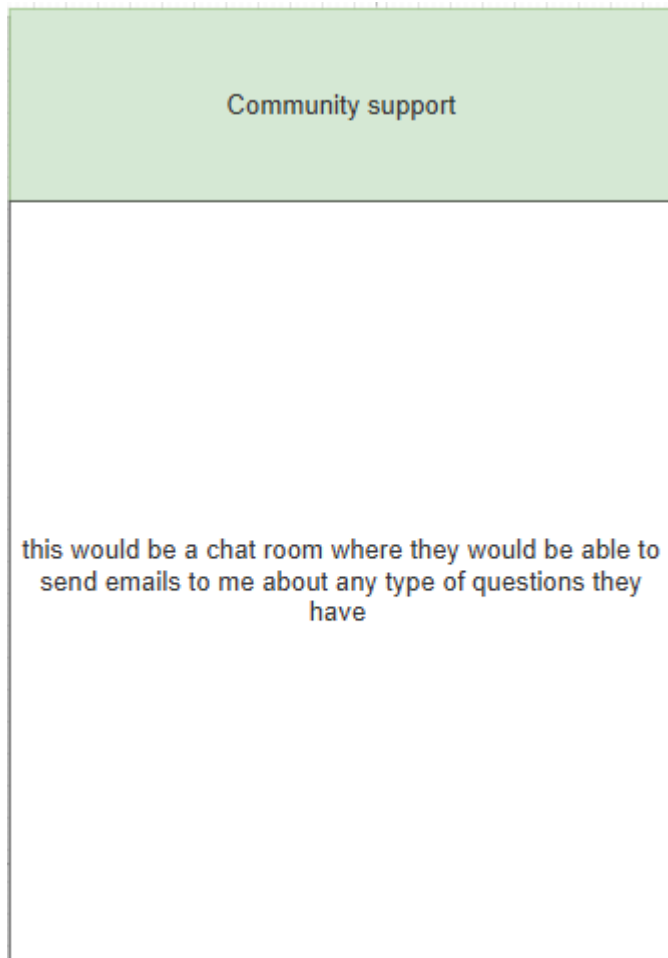 Community support
this would be a chat room where they would be able to
send emails to me about any type of questions they
have